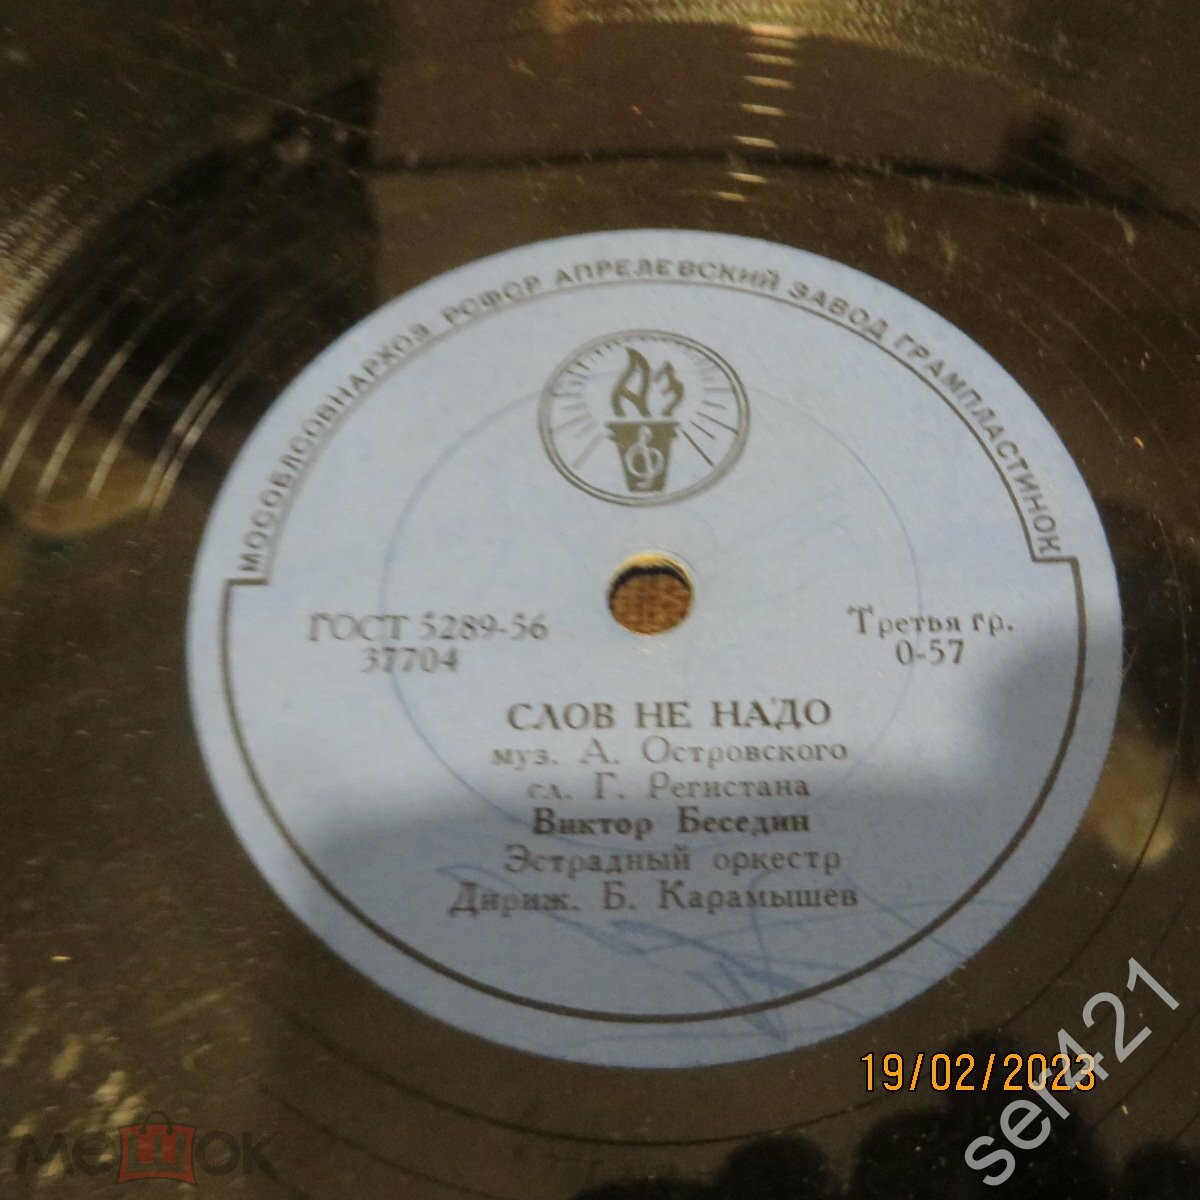 МОСОБЛСОВНАРХОЗ РСФСР АПРЕЛЕВСКИЙ ЗАВОД ГРАМПЛАСТИНОК
АЗ
ГОСТ 5289-56
37704
Третья гр.
0-57
СЛОВ НЕ НАДО
муз. А. Островского
сл. Г. Регистана
Виктор Беседин
Эстрадный оркестр
Дириж. Б. Карамышев
19/02/2023
ser421
мешок